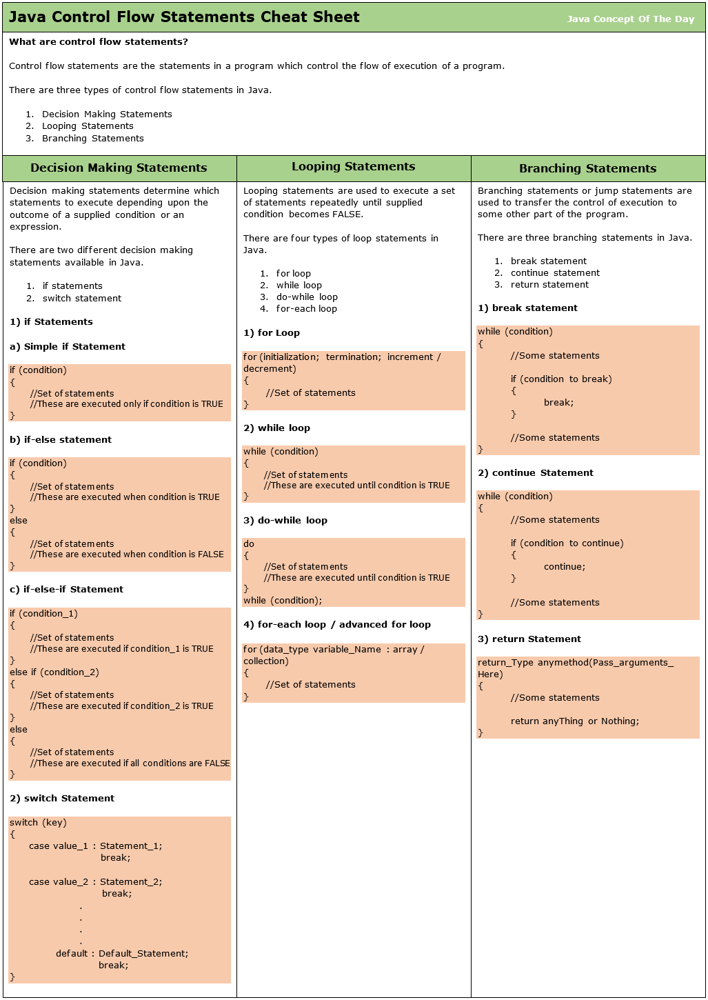 Java Control Flow Statements Cheat Sheet
Java Concept Of The Day
What are control flow statements?
Control flow statements are the statements in a program which control the flow of execution of a program.
There are three types of control flow statements in Java.
1. Decision Making Statements
2. Looping Statements
3. Branching Statements
Decision Making Statements
Decision making statements determine which
statements to execute depending upon the
outcome of a supplied condition or an
expression.
There are two different decision making
statements available in Java.
1. if statements
2. switch statement
1) if Statements
a) Simple if Statement
if (condition)
{
//Set of statements
//These are executed only if condition is TRUE
}
b) if-else statement
if (condition)
{
//Set of statements
//These are executed when condition is TRUE
}
else
{
//Set of statements
//These are executed when condition is FALSE
}
c) if-else-if Statement
if (condition_1)
{
//Set of statements
//These are executed if condition_1 is TRUE
}
else if (condition_2)
{
//Set of statements
//These are executed if condition_2 is TRUE
}
else
{
//Set of statements
//These are executed if all conditions are FALSE
}
2) switch Statement
switch (key)
{
case value_1 : Statement_1;
break;
case value_2 : Statement_2;
break;
.
.
.
.
default : Default_Statement;
break;
}
Looping Statements
Looping statements are used to execute a set
of statements repeatedly until supplied
condition becomes FALSE.
There are four types of loop statements in
Java.
1. for loop
2. while loop
3. do-while loop
4. for-each loop
1) for Loop
for (initialization; termination; increment /
decrement)
{
//Set of statements
}
2) while loop
while (condition)
{
//Set of statements
//These are executed until condition is TRUE
}
3) do-while loop
do
{
//Set of statements
//These are executed until condition is TRUE
}
while (condition);
4) for-each loop / advanced for loop
for (data_type variable_Name : array /
collection)
{
//Set of statements
}
Branching Statements
Branching statements or jump statements are
used to transfer the control of execution to
some other part of the program.
There are three branching statements in Java.
1. break statement
2. continue statement
3. return statement
1) break statement
while (condition)
{
//Some statements
if (condition to break)
{
break;
}
//Some statements
}
2) continue Statement
while (condition)
{
//Some statements
if (condition to continue)
{
continue;
}
//Some statements
}
3) return Statement
return_Type anymethod(Pass_arguments_
Here)
{
//Some statements
return anyThing or Nothing;
}